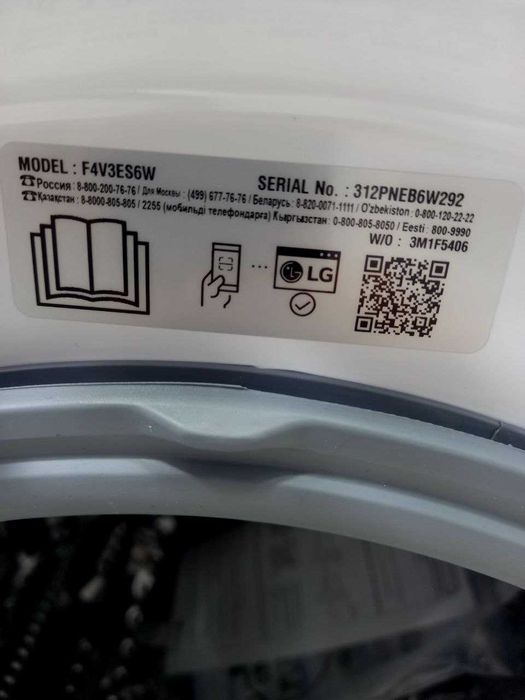 MODEL : F4V3ES6W
SERIAL No. : 312PNEB6W292
☎Россия : 8-800-200-76-76 / Для Москвы : (499) 677-76-76 / Беларусь : 8-820-0071-1111 / O'zbekiston : 0-800-120-22-22
☎Қазақстан : 8-8000-805-805 / 2255 (мобильді телефондарға) Кыргызстан : 0-800-805-8050 / Eesti : 800-9990
W/O : 3M1F5406
LG